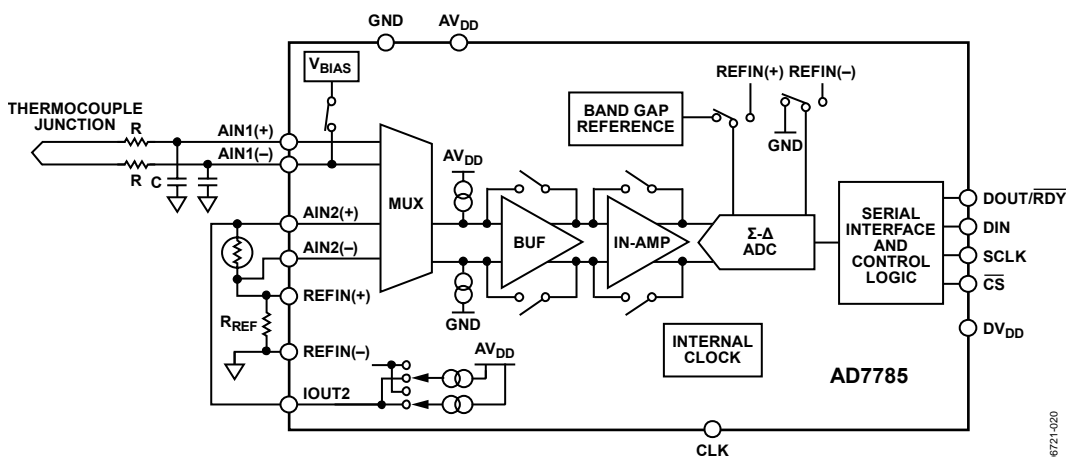 GND
AVDD
VBIAS
REFIN(+) REFIN(–)
THERMOCOUPLE
JUNCTION
R
AIN1(+)
BAND GAP
REFERENCE
GND
AVDD
R
C
AIN1(–)
MUX
BUF
IN-AMP
Σ-Δ
ADC
SERIAL
INTERFACE
AND
CONTROL
LOGIC
DOUT/RDY
DIN
SCLK
CS
DVDD
AIN2(+)
AIN2(–)
REFIN(+)
RREF
REFIN(–)
IOUT2
GND
AVDD
INTERNAL
CLOCK
AD7785
CLK